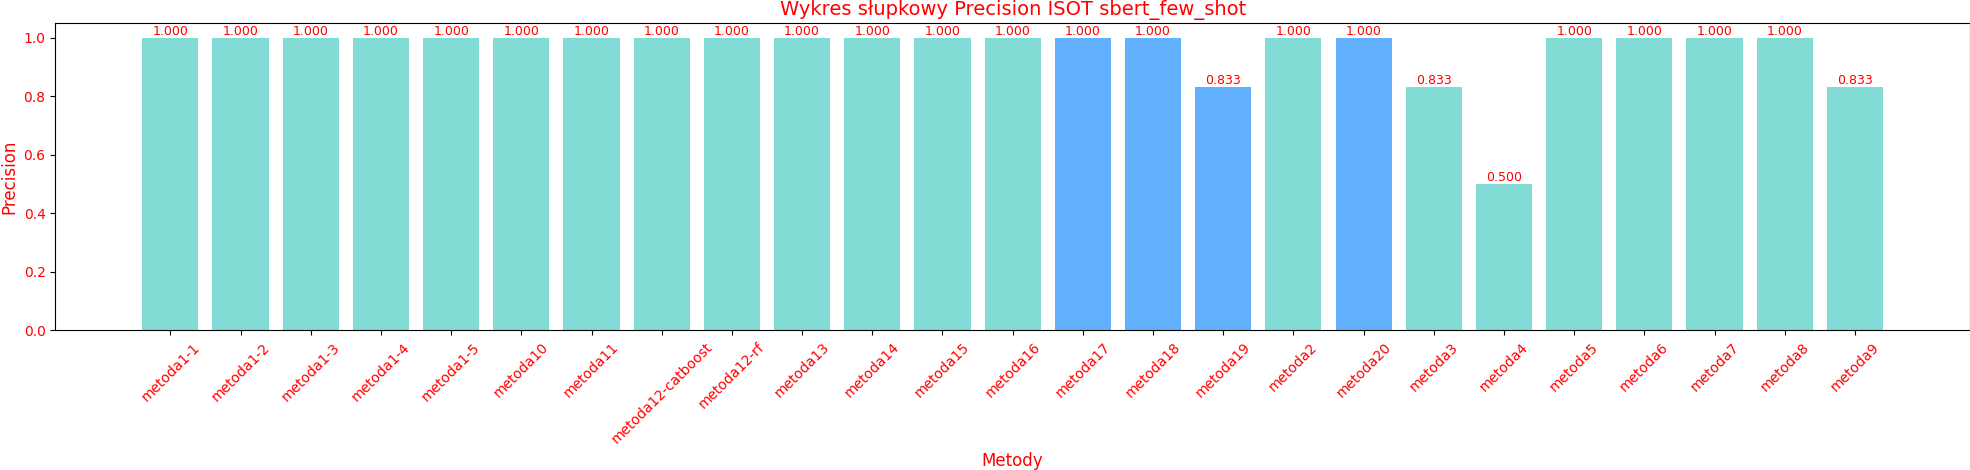 Wykres słupkowy Precision ISOT sbert_few_shot
1.000 1.000 1.000 1.000 1.000 1.000 1.000 1.000 1.000 1.000 1.000 1.000 1.000 1.000 1.000 0.833 1.000 1.000 0.833 0.500 1.000 1.000 1.000 1.000 0.833
1.0
0.8
0.6
0.4
0.2
0.0
Precision
metoda1-1
metoda1-2
metoda1-3
metoda1-4
metoda1-5
metoda10
metoda11
metoda12-catboost
metoda12-rf
metoda13
metoda14
metoda15
metoda16
metoda17
metoda18
metoda19
metoda2
metoda20
metoda3
metoda4
metoda5
metoda6
metoda7
metoda8
metoda9
Metody